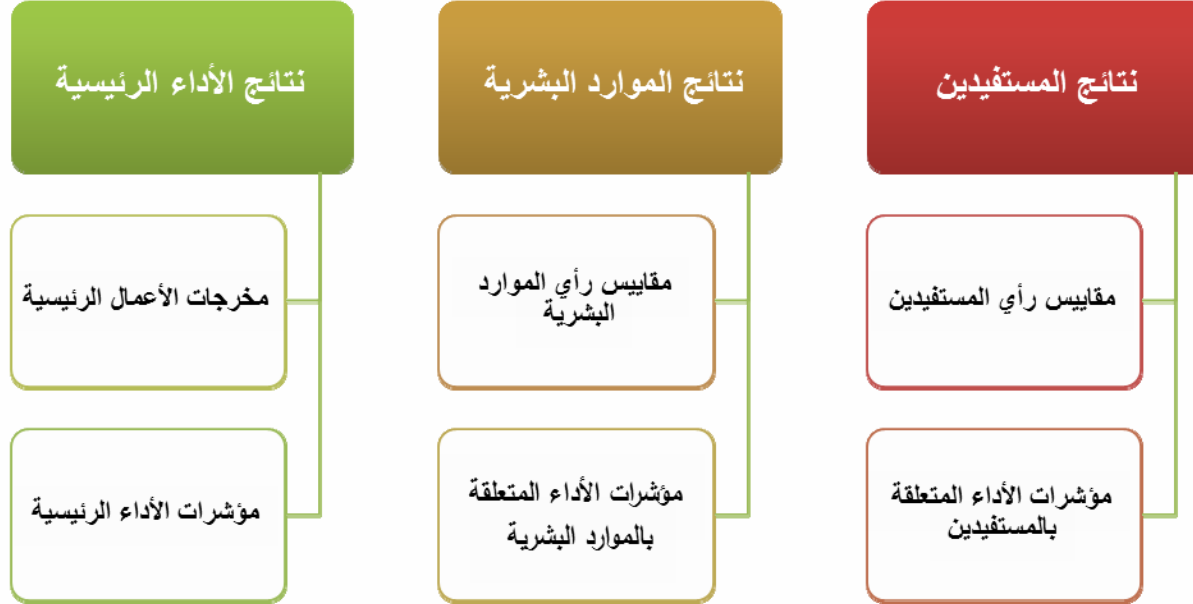 نتائج المستفيدين
مقاييس رأي المستفيدين
مؤشرات الأداء المتعلقة
بالمستفيدين
نتائج الموارد البشرية
مقاييس رأي الموارد
البشرية
مؤشرات الأداء المتعلقة
بالموارد البشرية
نتائج الأداء الرئيسية
مخرجات الأعمال الرئيسية
مؤشرات الأداء الرئيسية